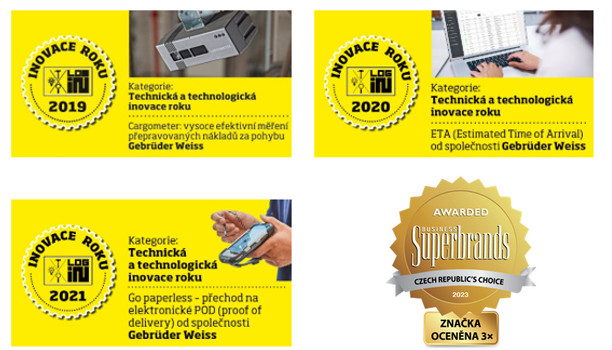 INOVACE ROKU
LOG
IN
2019
Kategorie:
Technická a technologická
inovace roku
Cargometer: vysoce efektivní měření
přepravovaných nákladů za pohybu
Gebrüder Weiss
INOVACE ROKU
LOG
IN
2020
Kategorie:
Technická a technologická
inovace roku
ETA (Estimated Time of Arrival)
od společnosti Gebrüder Weiss
INOVACE ROKU
LOG
IN
2021
Kategorie:
Technická
a technologická
inovace roku
Go paperless – přechod na
elektronické POD (proof of
delivery) od společnosti
Gebrüder Weiss
AWARDED
BUSINESS
Superbrands
CZECH REPUBLIC'S CHOICE
2023
ZNAČKA
OCENĚNA 3×